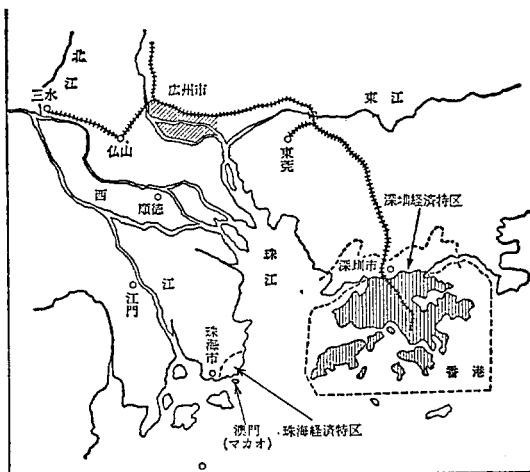 北江
三水
広州市
東江
仏山
東莞
西江
順徳
深圳経済特区
珠江
深圳市
江門
珠海市
香港
珠海経済特区
澳門
(マカオ)